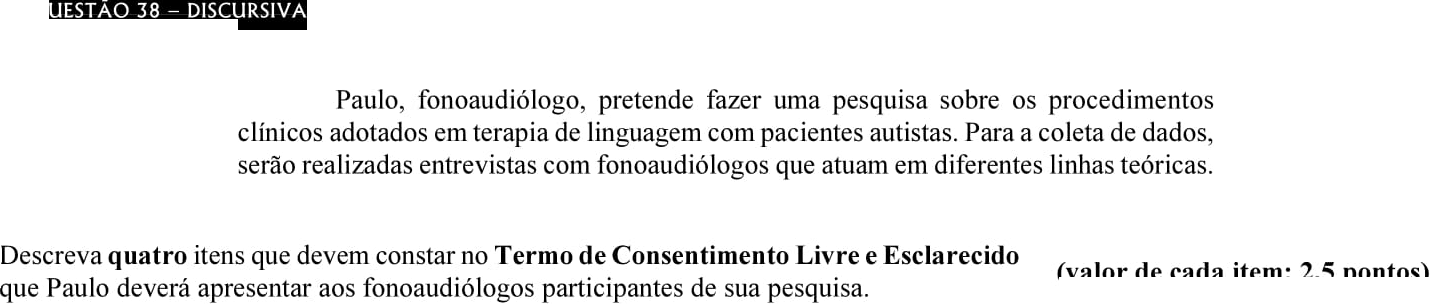 UESTÃO 38 – DISCURSIVA
Paulo, fonoaudiólogo, pretende fazer uma pesquisa sobre os procedimentos
clínicos adotados em terapia de linguagem com pacientes autistas. Para a coleta de dados,
serão realizadas entrevistas com fonoaudiólogos que atuam em diferentes linhas teóricas.
Descreva quatro itens que devem constar no Termo de Consentimento Livre e Esclarecido
que Paulo deverá apresentar aos fonoaudiólogos participantes de sua pesquisa.
(valor de cada item: 2,5 pontos)